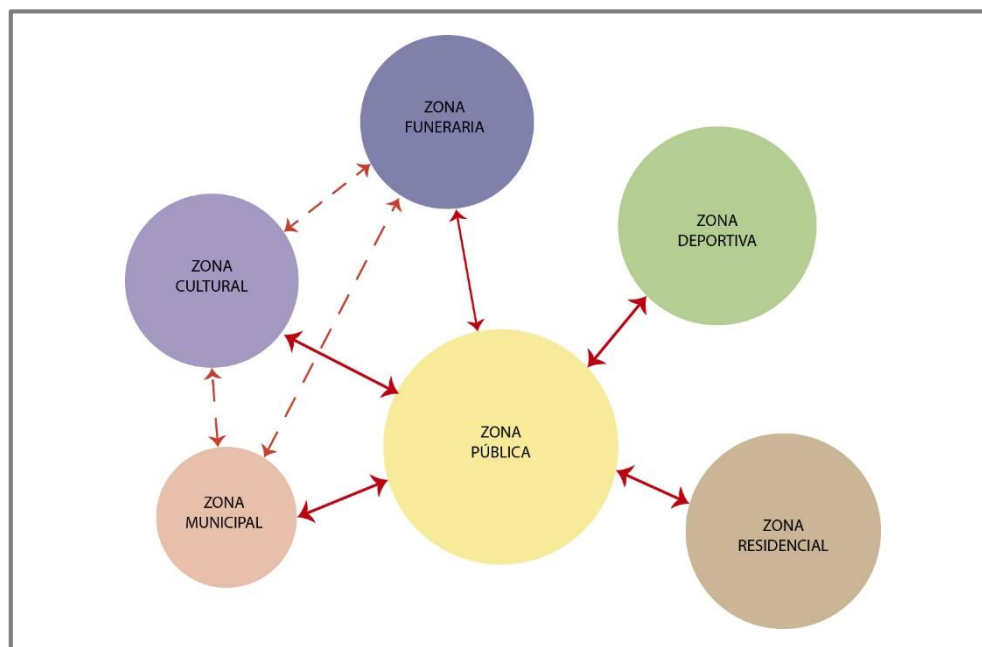 ZONA
FUNERARIA
ZONA
DEPORTIVA
ZONA
CULTURAL
ZONA
PÚBLICA
ZONA
MUNICIPAL
ZONA
RESIDENCIAL